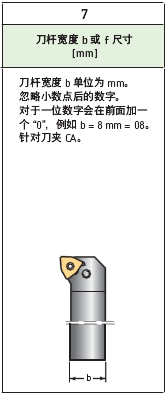 7
刀杆宽度 b 或 f 尺寸
[mm]
刀杆宽度 b 单位为 mm。
忽略小数点后的数字。
对于一位数字会在前面加一
个 “0”，例如 b = 8 mm = 08。
针对刀夹 CA。
b